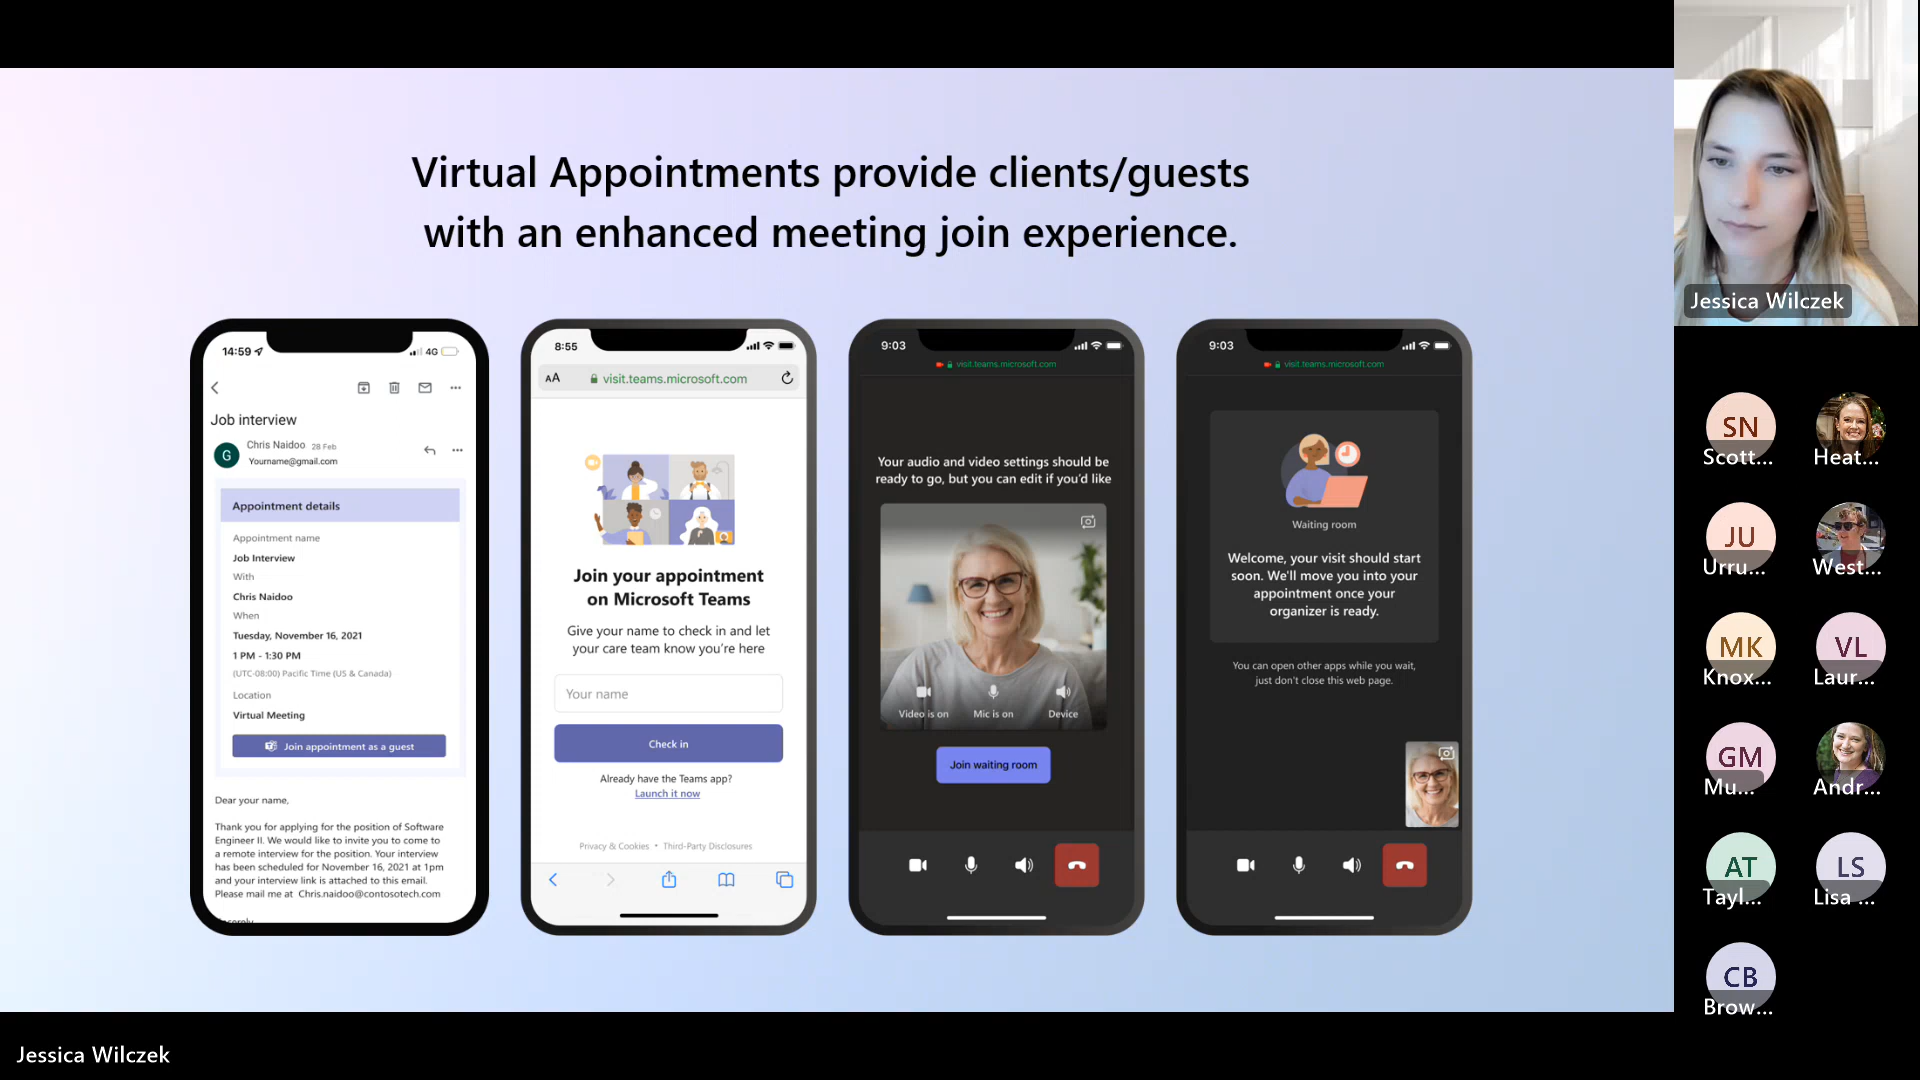 Virtual Appointments provide clients/guests
with an enhanced meeting join experience.
14:59
4G
Job interview
G
Chris Naidoo 28 Feb
Yourname@gmail.com
Appointment details
Appointment name
Job Interview
With
Chris Naidoo
When
Tuesday, November 16, 2021
1 PM - 1:30 PM
(UTC-08:00) Pacific Time (US & Canada)
Location
Virtual Meeting
Join appointment as a guest
Dear your name,
Thank you for applying for the position of Software
Engineer II. We would like to invite you to come to
a remote interview for the position. Your interview
has been scheduled for November 16, 2021 at 1pm
and your interview link is attached to this email.
Please mail me at Chris.naidoo@contosotech.com
8:55
AA
visit.teams.microsoft.com
Join your appointment
on Microsoft Teams
Give your name to check in and let
your care team know you're here
Your name
Check in
Already have the Teams app?
Launch it now
Privacy & Cookies • Third-Party Disclosures
9:03
visit.teams.microsoft.com
Your audio and video settings should be
ready to go, but you can edit if you'd like
Video is on
Mic is on
Device
Join waiting room
9:03
visit.teams.microsoft.com
Waiting room
Welcome, your visit should start
soon. We'll move you into your
appointment once your
organizer is ready.
You can open other apps while you wait,
just don't close this web page.
Jessica Wilczek
SN
Scott...
Heat...
JU
Urru...
West...
MK
Knox...
VL
Laur...
GM
Mu...
Andr...
AT
Tayl...
LS
Lisa ...
CB
Brow...
Jessica Wilczek